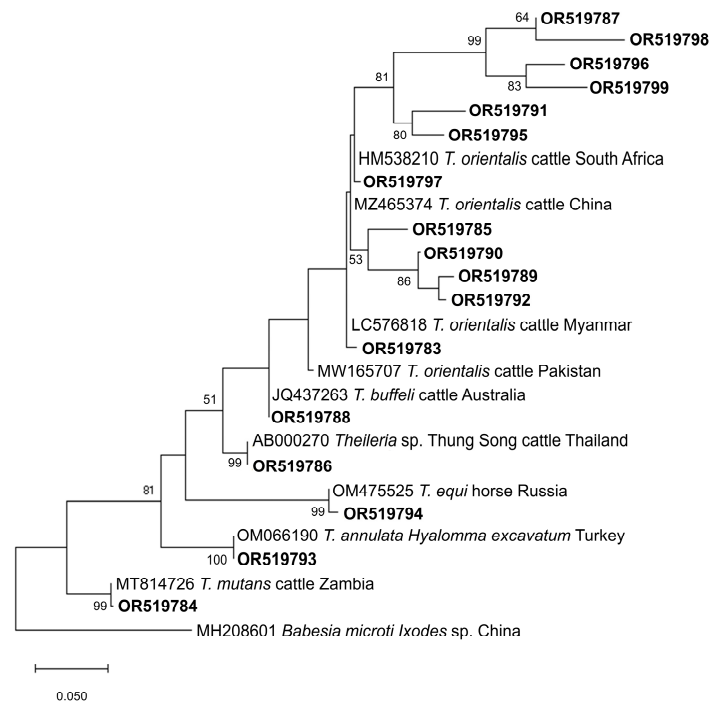 64 OR519787
99 OR519798
OR519796
83 OR519799
81
OR519791
80 OR519795
HM538210 T. orientalis cattle South Africa
OR519797
MZ465374 T. orientalis cattle China
OR519785
53 OR519790
86 OR519789
OR519792
LC576818 T. orientalis cattle Myanmar
OR519783
MW165707 T. orientalis cattle Pakistan
JQ437263 T. buffeli cattle Australia
51
OR519788
AB000270 Theileria sp. Thung Song cattle Thailand
99 OR519786
81 OM475525 T. equi horse Russia
99 OR519794
OM066190 T. annulata Hyalomma excavatum Turkey
100 OR519793
MT814726 T. mutans cattle Zambia
99 OR519784
MH208601 Babesia microti Ixodes sp. China
0.050